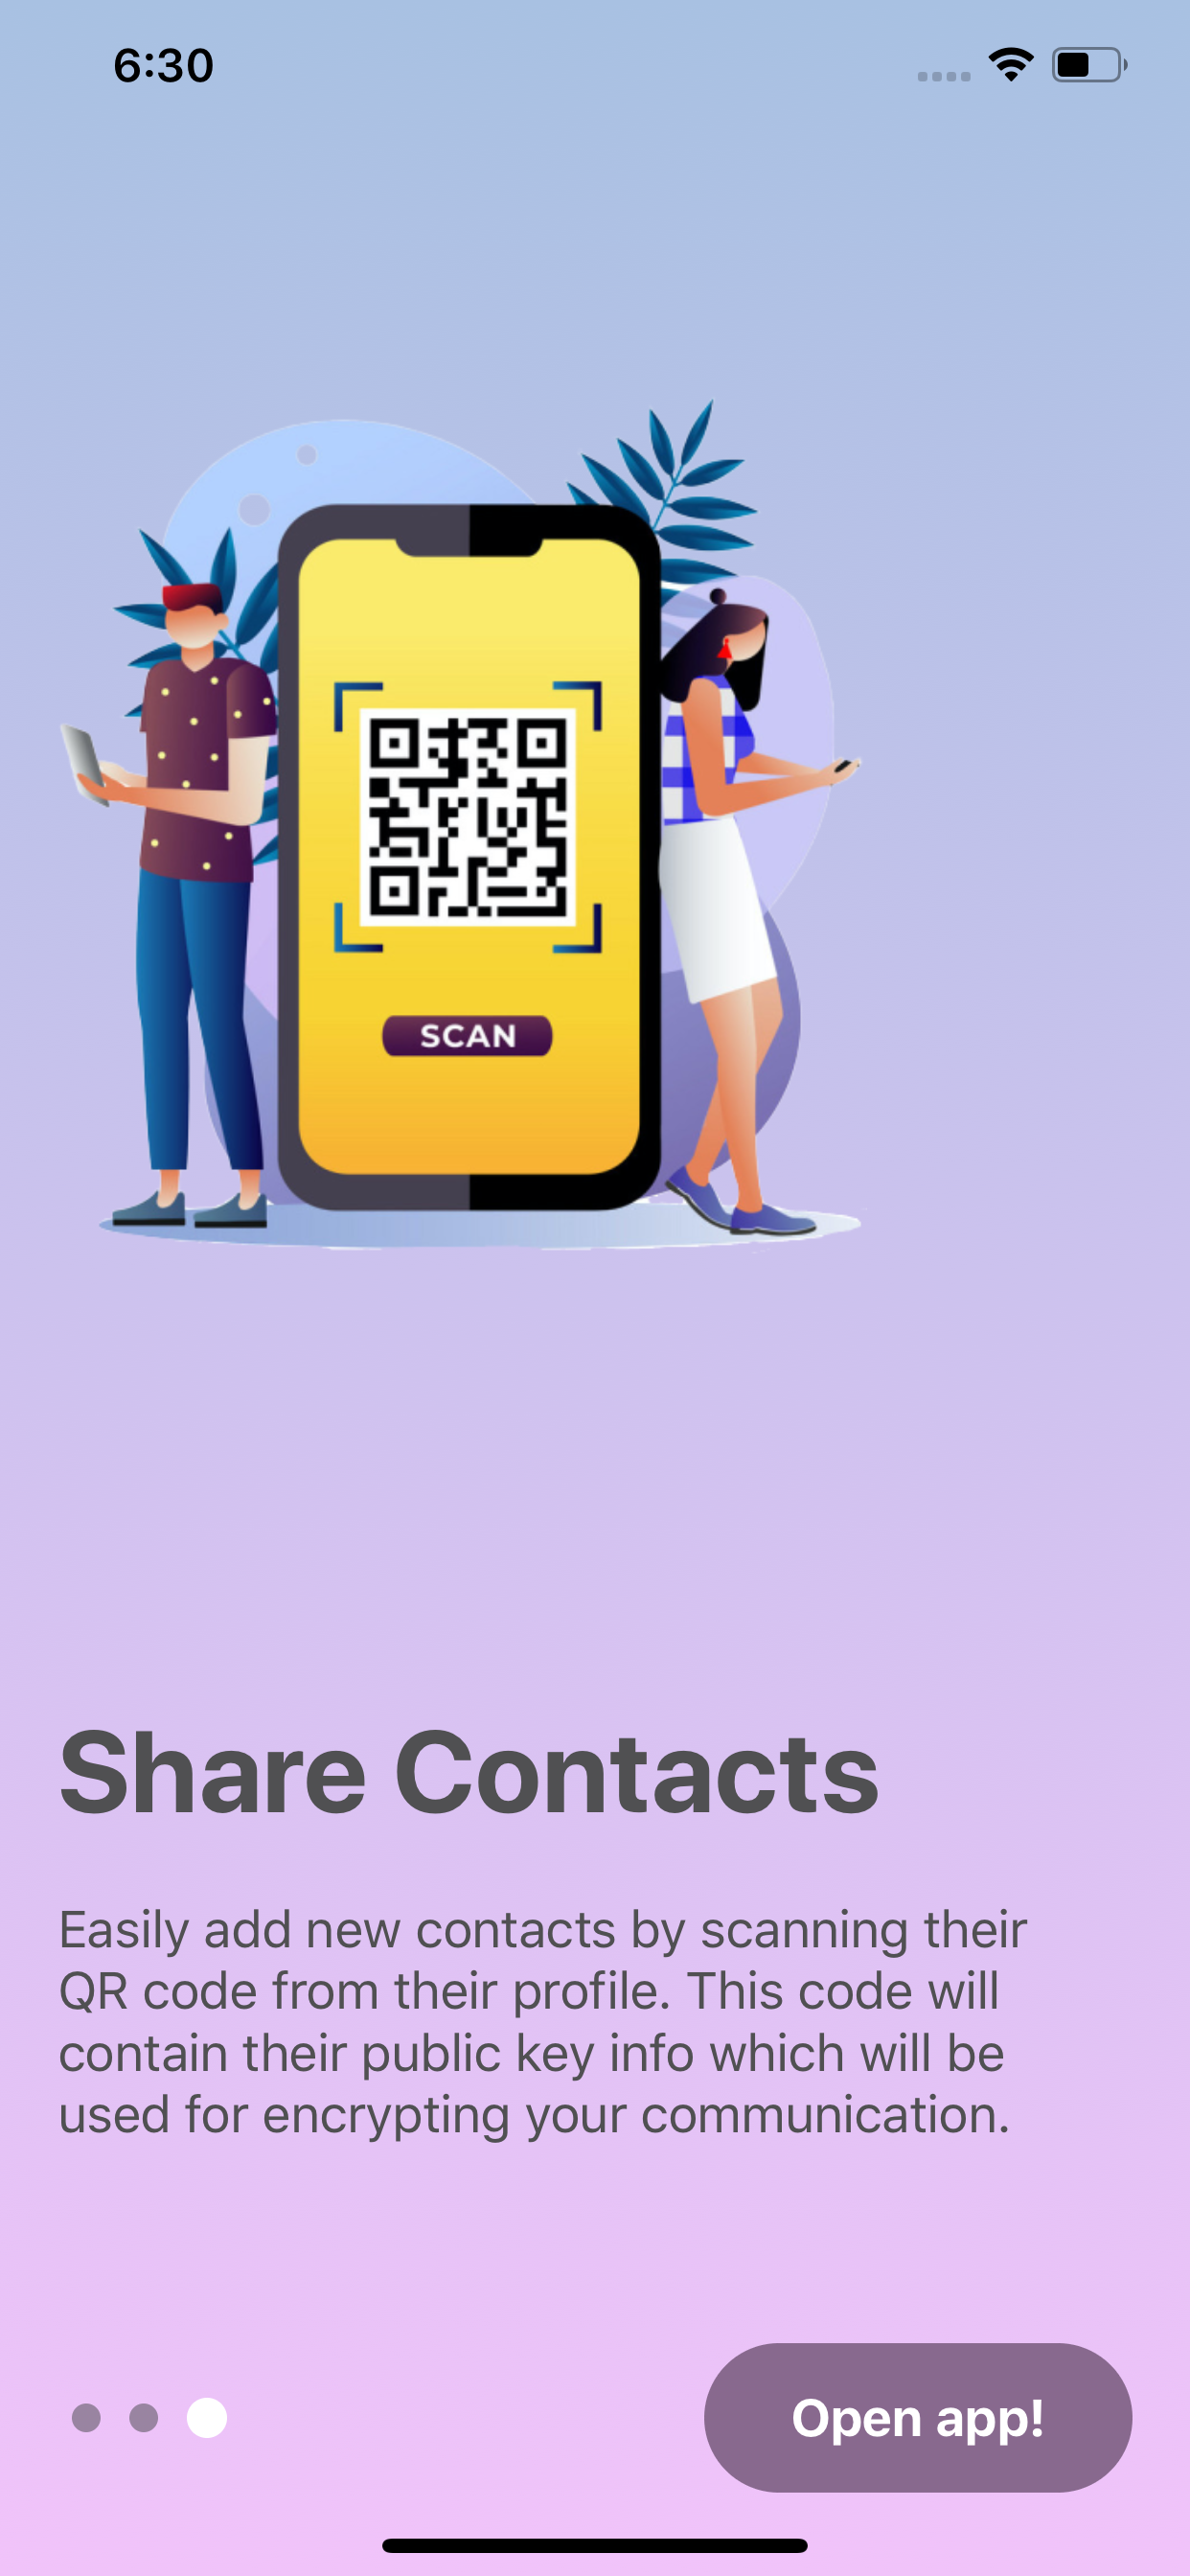 6:30
SCAN
Share Contacts
Easily add new contacts by scanning their
QR code from their profile. This code will
contain their public key info which will be
used for encrypting your communication.
Open app!